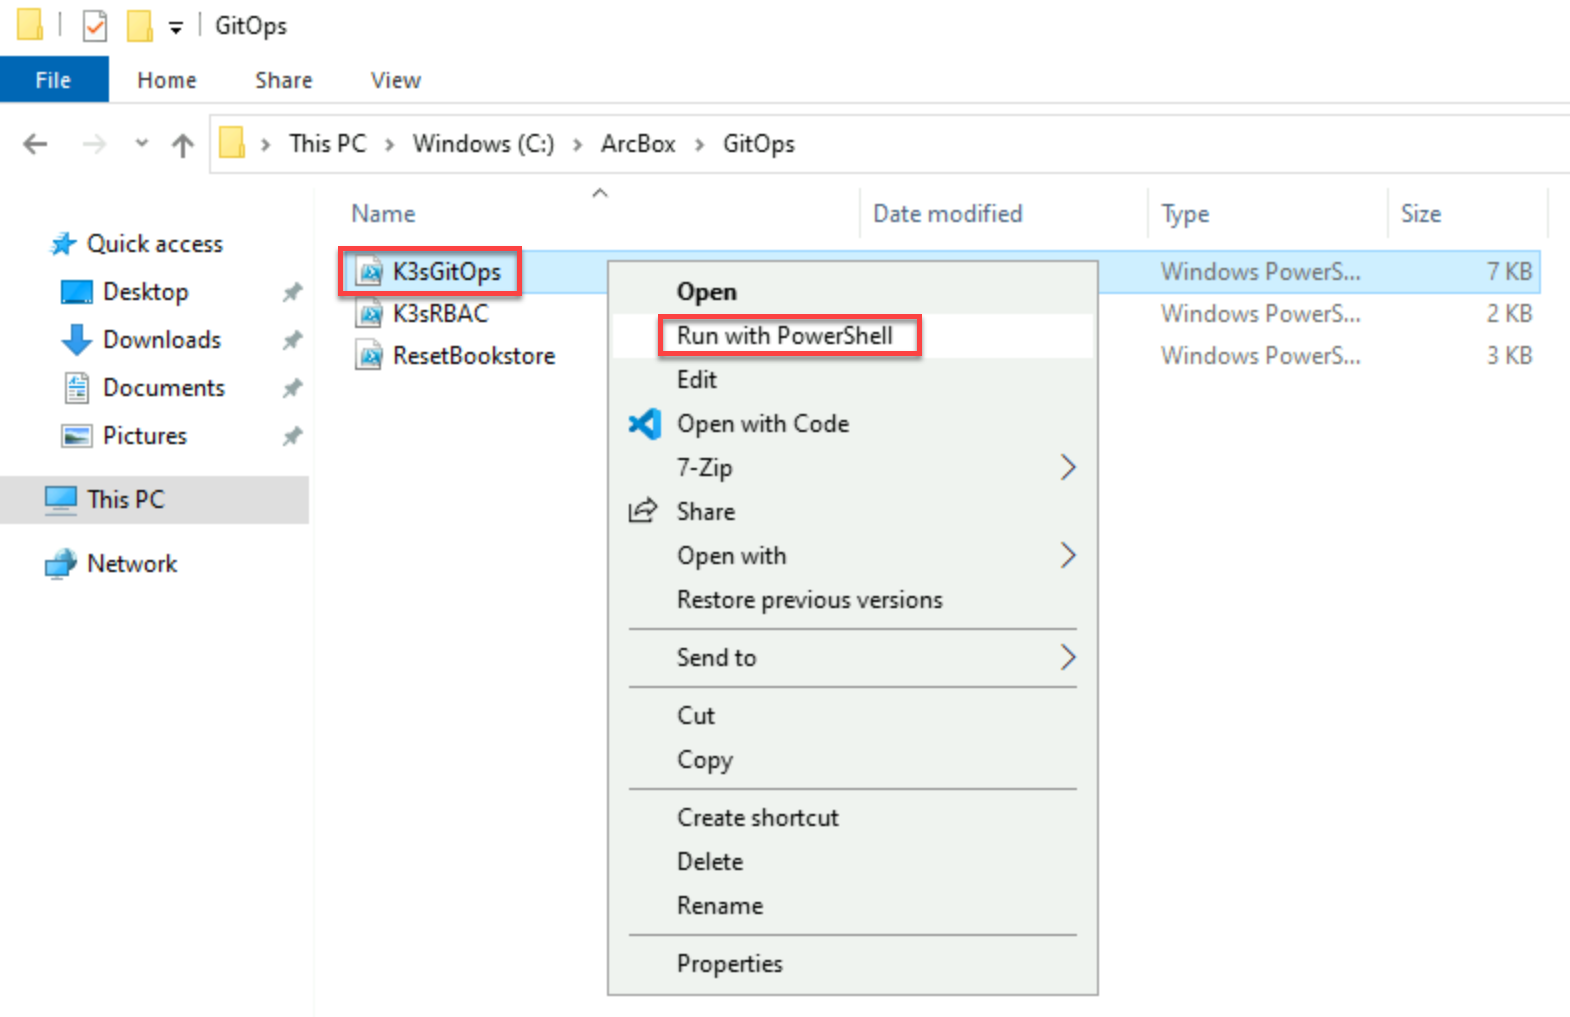 GitOps
File Home Share View
This PC > Windows (C:) > ArcBox > GitOps
Name Date modified Type Size
Quick access
Desktop
Downloads
Documents
Pictures
This PC
Network
K3sGitOps Windows PowerS... 7 KB
K3sRBAC Windows PowerS... 2 KB
ResetBookstore Windows PowerS... 3 KB
Open
Run with PowerShell
Edit
Open with Code
7-Zip
Share
Open with
Restore previous versions
Send to
Cut
Copy
Create shortcut
Delete
Rename
Properties